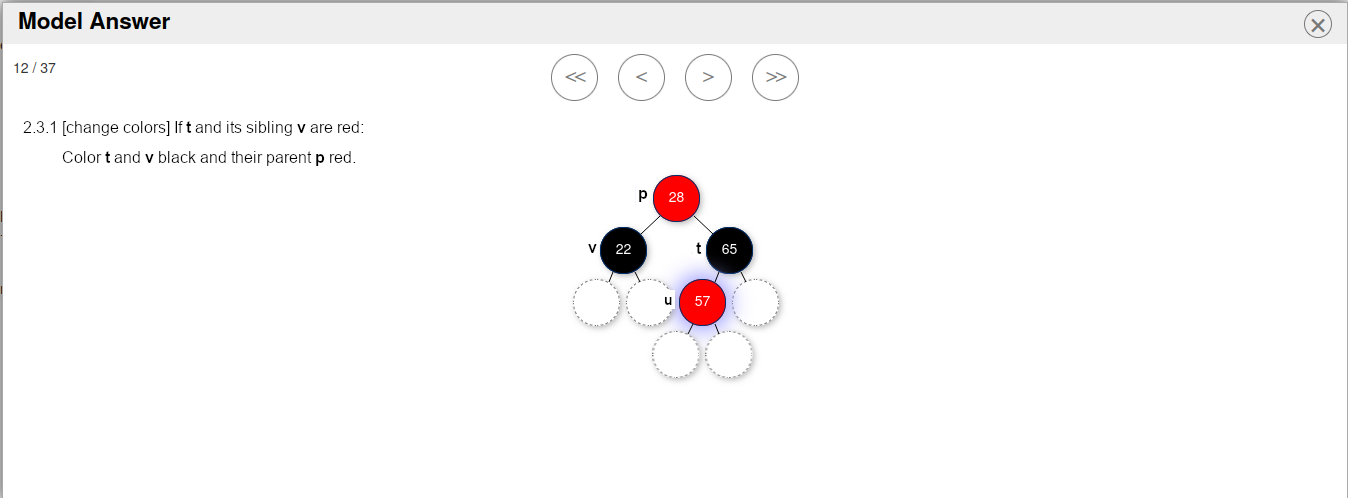 Model Answer
12 / 37
<< < > >>
2.3.1 [change colors] If t and its sibling v are red:
Color t and v black and their parent p red.
p 28
v 22 t 65
u 57